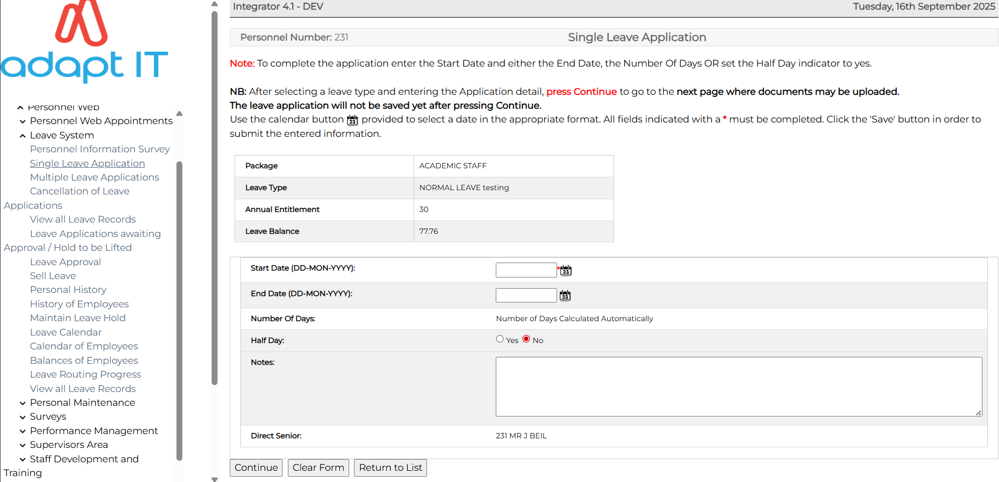 adapt IT
Personnel Web
Personnel Web Appointments
Leave System
Personnel Information Survey
Single Leave Application
Multiple Leave Applications
Cancellation of Leave
Applications
View all Leave Records
Leave Applications awaiting
Approval / Hold to be Lifted
Leave Approval
Sell Leave
Personal History
History of Employees
Maintain Leave Hold
Leave Calendar
Calendar of Employees
Balances of Employees
Leave Routing Progress
View all Leave Records
Personal Maintenance
Surveys
Performance Management
Supervisors Area
Staff Development and
Training
Integrator 4.1 - DEV Tuesday, 16th September 2025
Personnel Number: 231 Single Leave Application
Note: To complete the application enter the Start Date and either the End Date, the Number Of Days OR set the Half Day indicator to yes.
NB: After selecting a leave type and entering the Application detail, press Continue to go to the next page where documents may be uploaded.
The leave application will not be saved yet after pressing Continue.
Use the calendar button 23 provided to select a date in the appropriate format. All fields indicated with a * must be completed. Click the 'Save' button in order to
submit the entered information.
Package ACADEMIC STAFF
Leave Type NORMAL LEAVE testing
Annual Entitlement 30
Leave Balance 77.76
Start Date (DD-MON-YYYY): * 23
End Date (DD-MON-YYYY): 23
Number Of Days: Number of Days Calculated Automatically
Half Day: Yes No
Notes:
Direct Senior: 231 MR J BEIL
Continue Clear Form Return to List